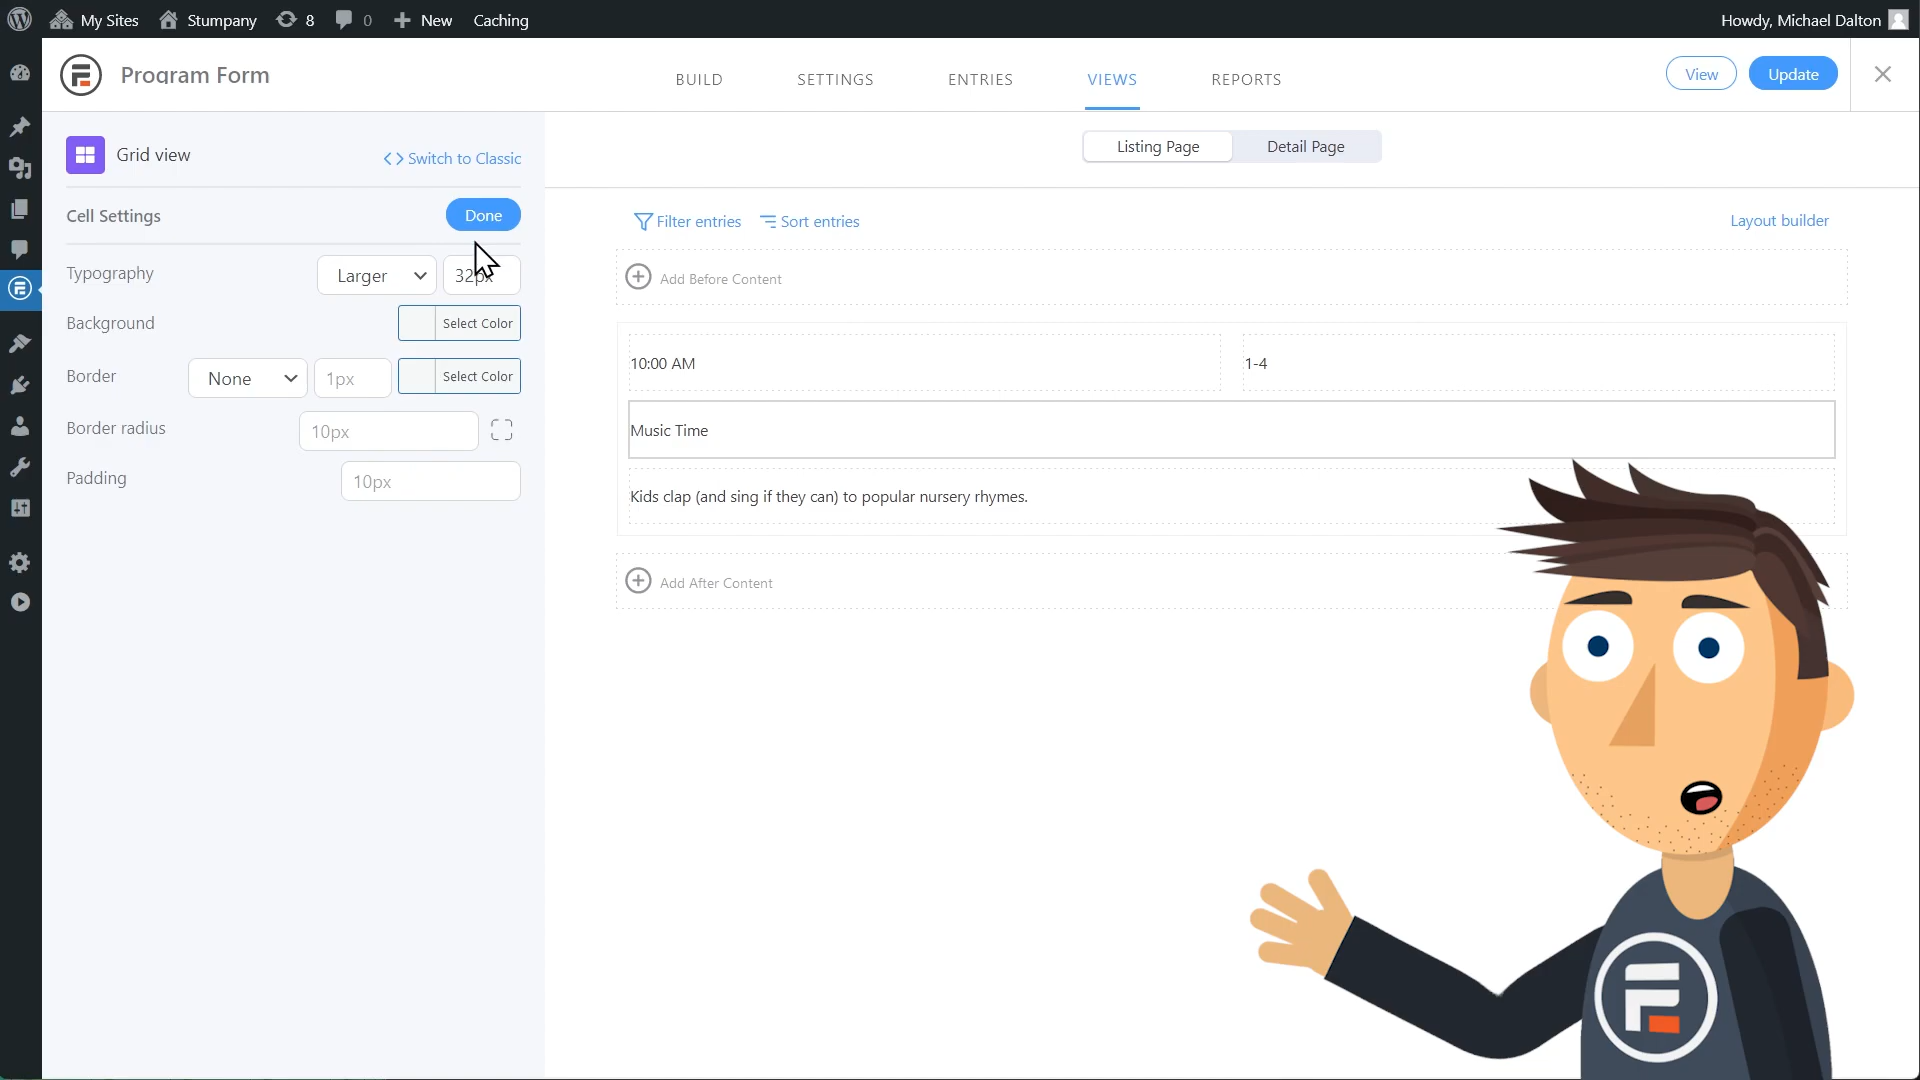 My Sites
Stumpany
8
0
New
Caching
Howdy, Michael Dalton
Program Form
BUILD
SETTINGS
ENTRIES
VIEWS
REPORTS
View
Update
Grid view
<> Switch to Classic
Listing Page
Detail Page
Cell Settings
Done
Filter entries
Sort entries
Layout builder
Typography
Larger
32px
Add Before Content
Background
Select Color
Border
None
1px
Select Color
10:00 AM
1-4
Border radius
10px
Music Time
Padding
10px
Kids clap (and sing if they can) to popular nursery rhymes.
Add After Content